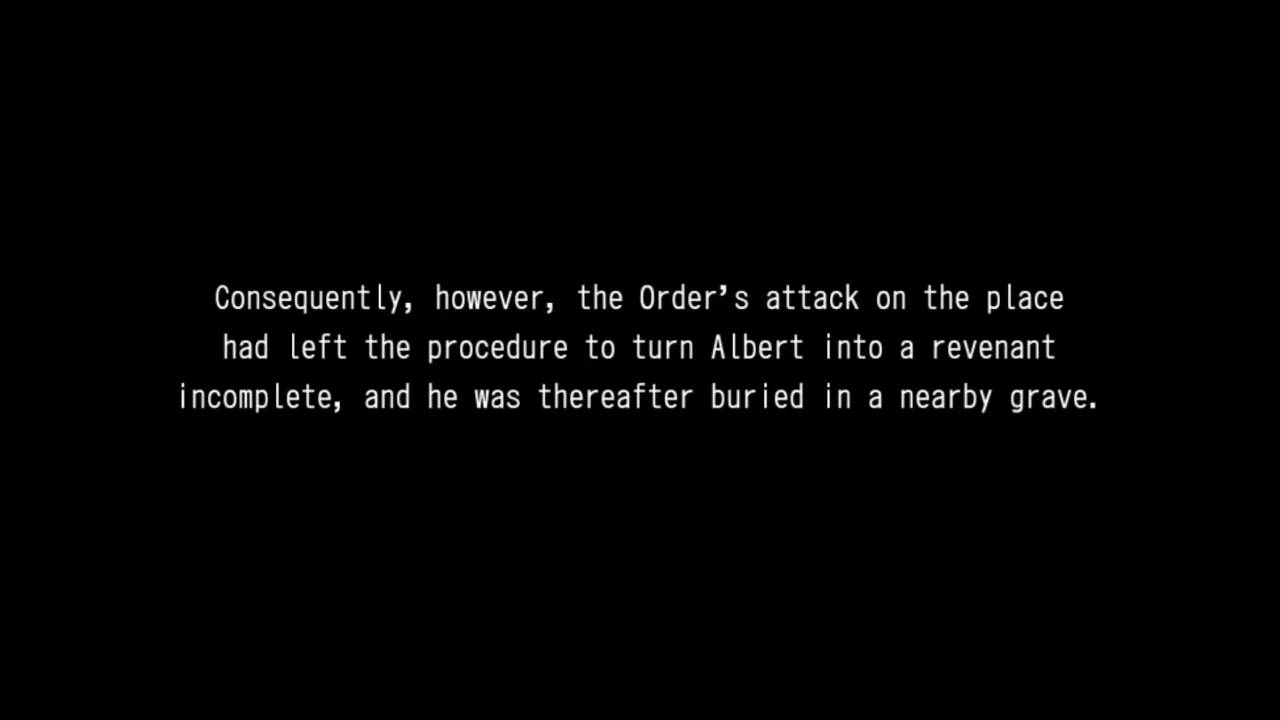 Consequently, however, the Order’s attack on the place
had left the procedure to turn Albert into a revenant
incomplete, and he was thereafter buried in a nearby grave.